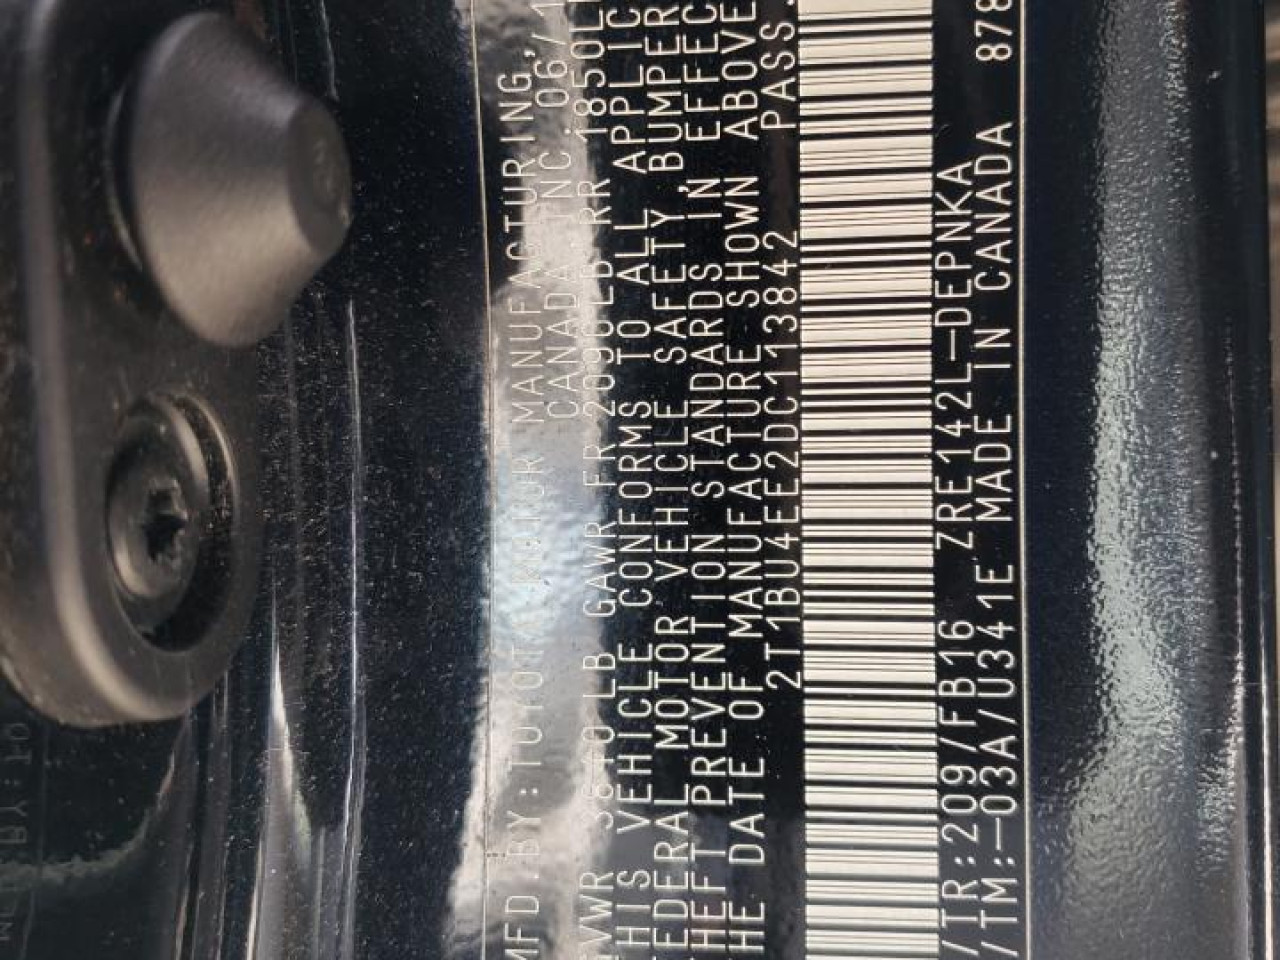 MFD.BY:TOYOTA MOTOR MANUFACTURING,
CANADA INC. 06/1
GVWR 3840LB GAWR FR 2090LB RR 1850L
THIS VEHICLE CONFORMS TO ALL APPLIC
FEDERAL MOTOR VEHICLE SAFETY, BUMPER
THEFT PREVENTION STANDARDS IN EFFEC
THE DATE OF MANUFACTURE SHOWN ABOVE
2T1BU4EE2DC113842 PASS.
/TR:209/FB16 ZRE142L-DEPNKA
/TM:-03A/U341E MADE IN CANADA 878